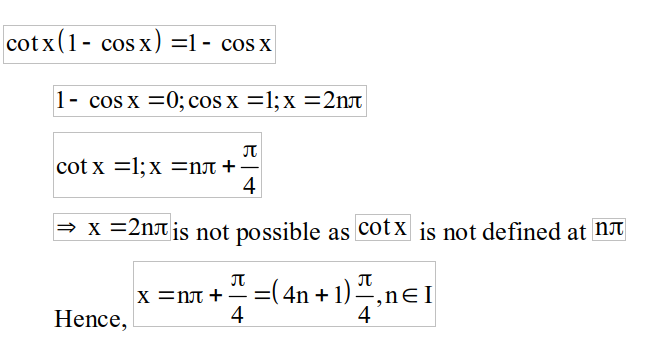 cot x(1- cos x) =1- cos x
1- cos x =0; cos x =1; x =2nπ
cot x =1; x =nπ + π/4
⇒ x =2nπ is not possible as cot x is not defined at nπ
Hence, x =nπ + π/4 =(4n + 1) π/4, n ∈ I